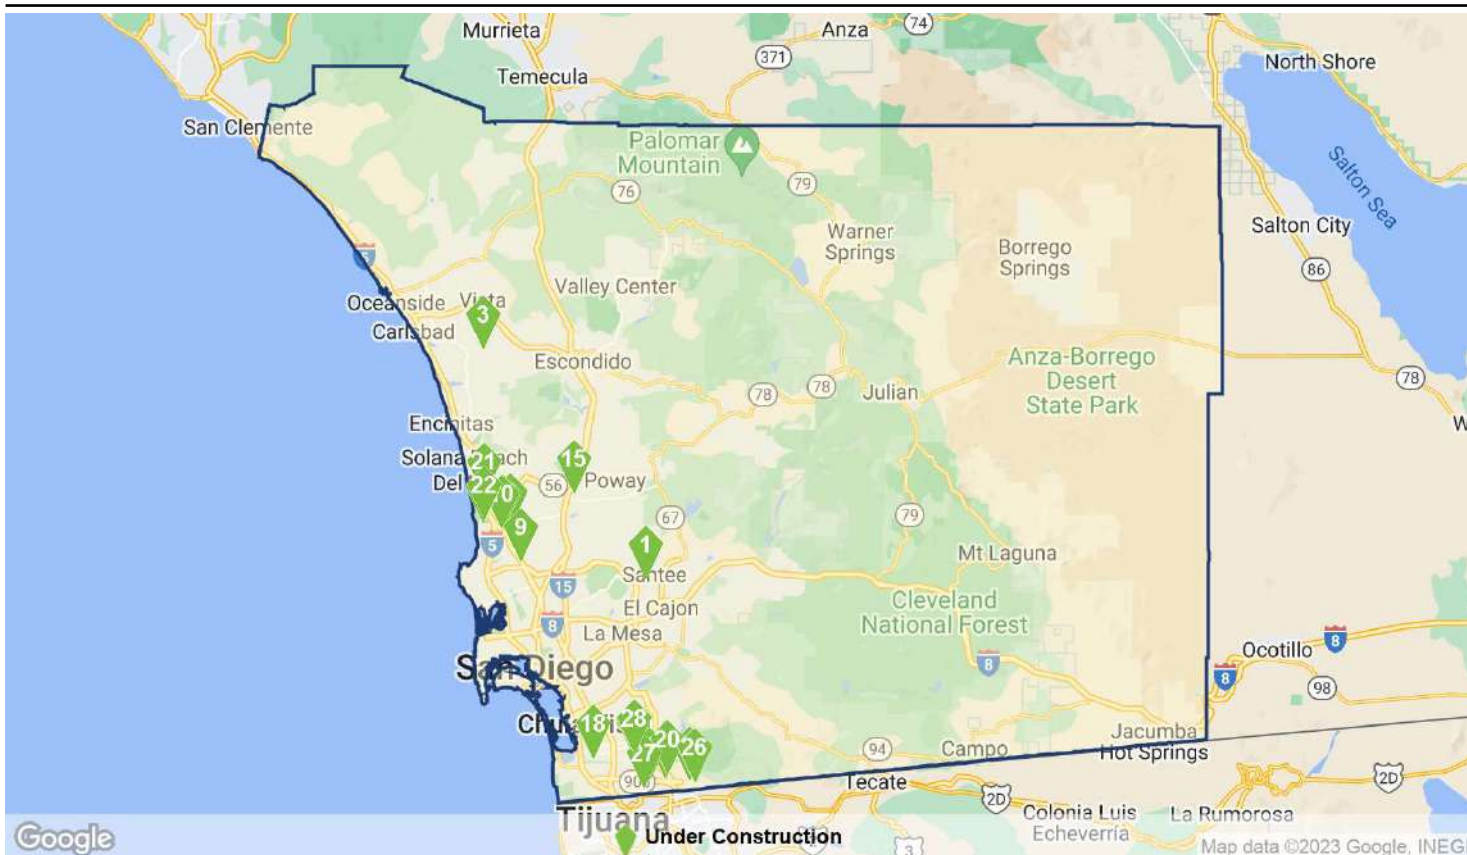 Murrieta
Anza
74
371
Temecula
North Shore
San Clemente
Palomar
Mountain
79
76
Salton Sea
Salton City
Warner
Springs
Borrego
Springs
86
5
Valley Center
Oceanside
Vista
3
Carlsbad
Escondido
Anza-Borrego
Desert
State Park
78
78
78
Julian
Encinitas
Solana Beach
21
15
Del
22
56
Poway
9
67
79
1
5
Mt Laguna
Santee
15
El Cajon
Cleveland
National Forest
8
La Mesa
8
Ocotillo
8
8
98
San Diego
18
28
20
26
27
94
Campo
Jacumba
Hot Springs
Tecate
2D
2D
Colonia Luis
Echeverría
La Rumorosa
Tijuana
Under Construction
3
Google
Map data ©2023 Google, INEG